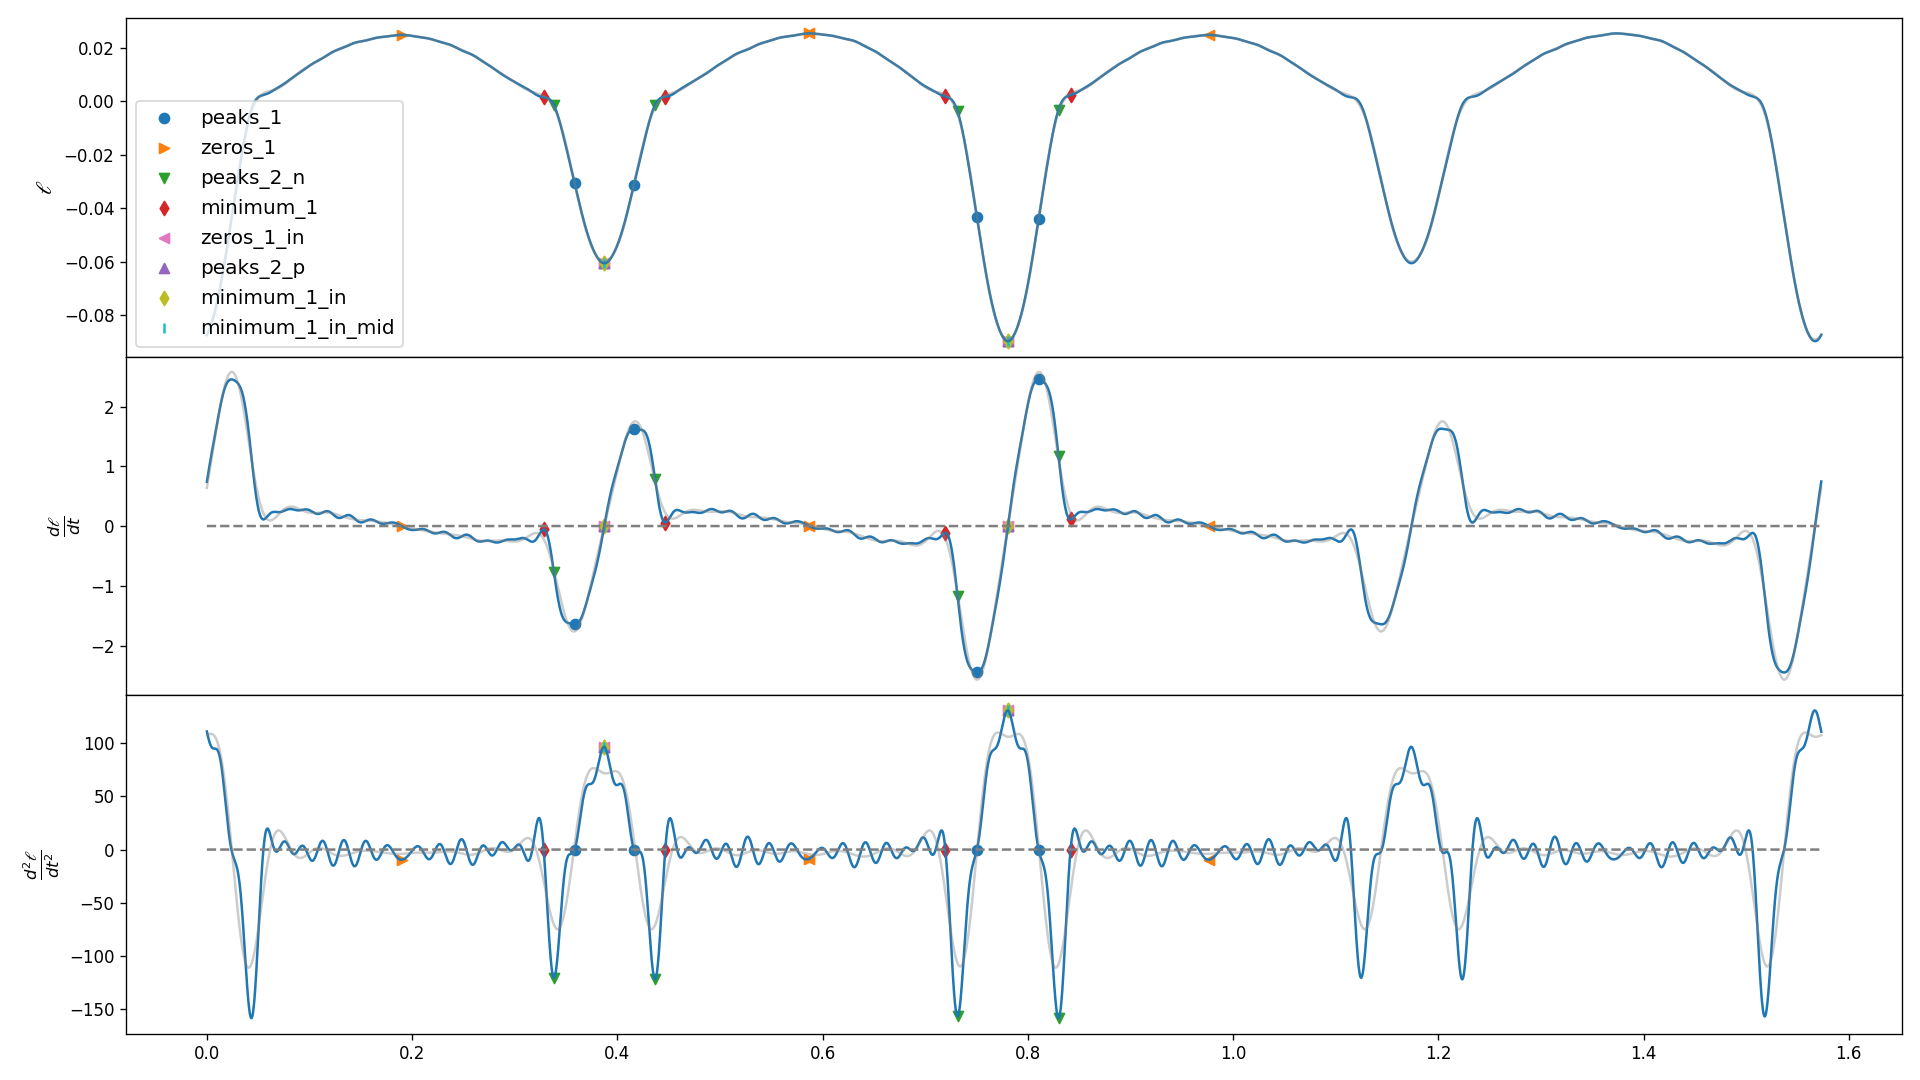 0.02
0.00
−0.02
−0.04
−0.06
−0.08
ℓ
peaks_1
zeros_1
peaks_2_n
minimum_1
zeros_1_in
peaks_2_p
minimum_1_in
minimum_1_in_mid
2
1
0
−1
−2
dℓ
dt
100
50
0
−50
−100
−150
d²ℓ
dt²
0.0 0.2 0.4 0.6 0.8 1.0 1.2 1.4 1.6